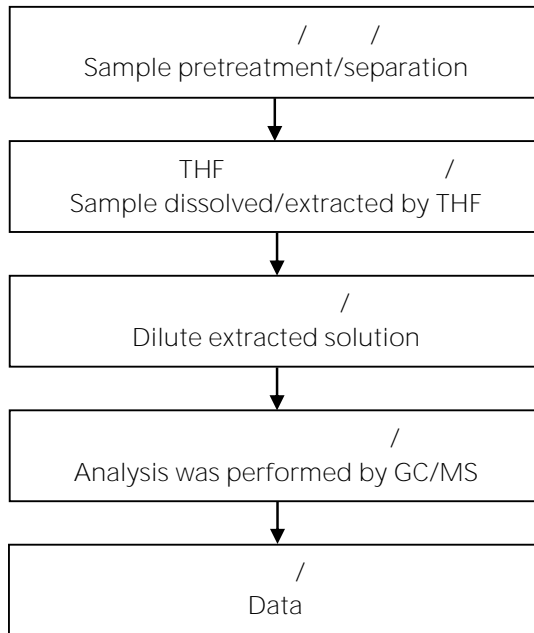 / /
Sample pretreatment/separation
THF /
Sample dissolved/extracted by THF
/
Dilute extracted solution
/
Analysis was performed by GC/MS
/
Data